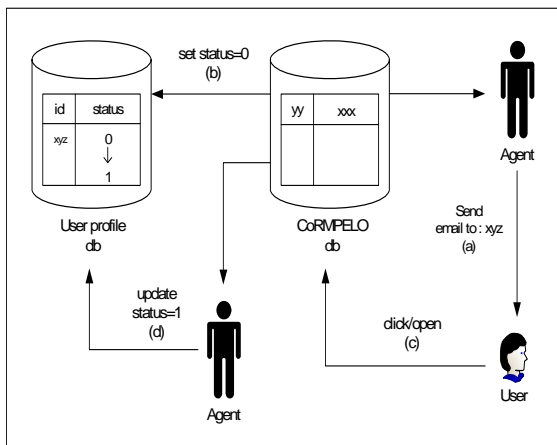 set status=0
(b)
id status
xyz 0
1
yy xxx
Agent
User profile
db
CoRMPELO
db
Send
email to : xyz
(a)
update
status=1
(d)
click/open
(c)
Agent
User